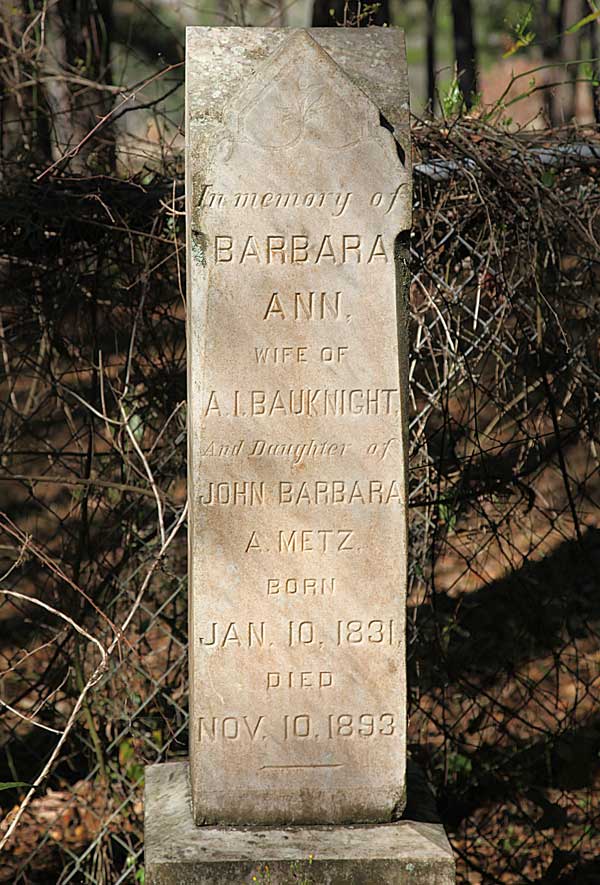 In memory of
BARBARA
ANN,
WIFE OF
A. I. BAUKNIGHT,
And Daughter of
JOHN BARBARA
A. METZ.
BORN
JAN. 10, 1831,
DIED
NOV. 10, 1893.